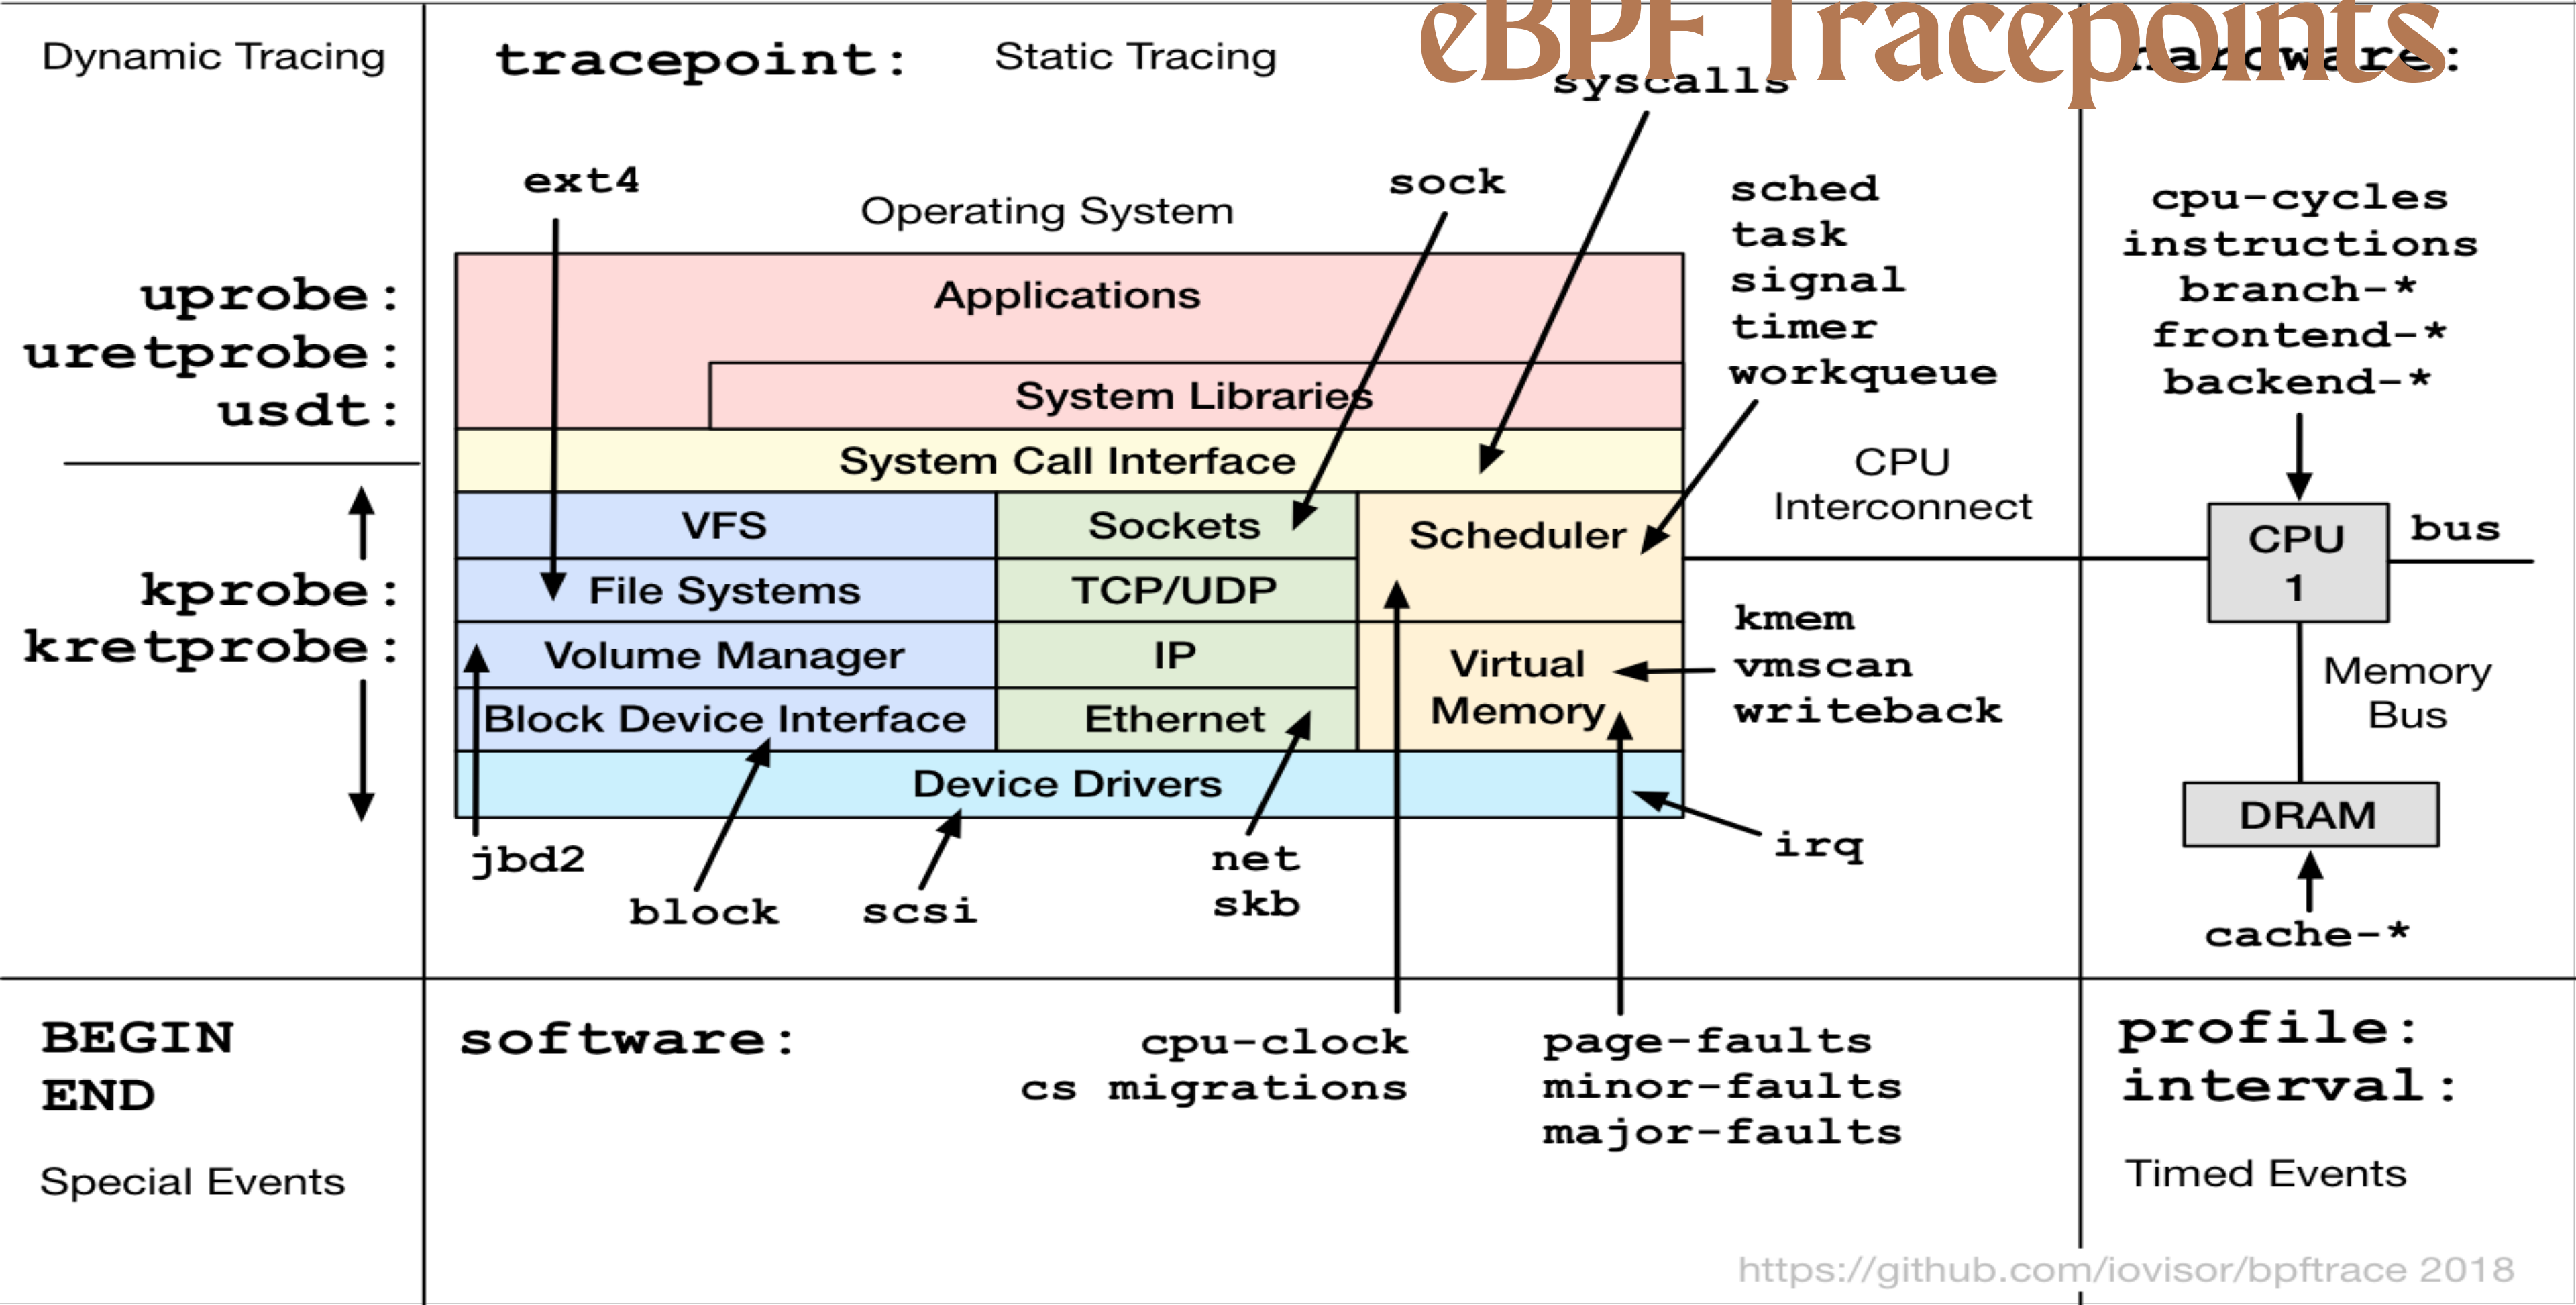 eBPF Tracepoints
Dynamic Tracing
tracepoint:
Static Tracing
syscalls
hardware:
ext4
Operating System
sock
sched
task
signal
timer
workqueue
cpu-cycles
instructions
branch-*
frontend-*
backend-*
uprobe:
uretprobe:
usdt:
Applications
System Libraries
System Call Interface
VFS
Sockets
Scheduler
File Systems
TCP/UDP
Volume Manager
IP
Virtual
Memory
Block Device Interface
Ethernet
Device Drivers
CPU
Interconnect
CPU
1
bus
kprobe:
kretprobe:
kmem
vmscan
writeback
Memory
Bus
DRAM
cache-*
jbd2
block
scsi
net
skb
irq
BEGIN
END
Special Events
software:
cpu-clock
cs migrations
page-faults
minor-faults
major-faults
profile:
interval:
Timed Events
https://github.com/iovisor/bpftrace 2018